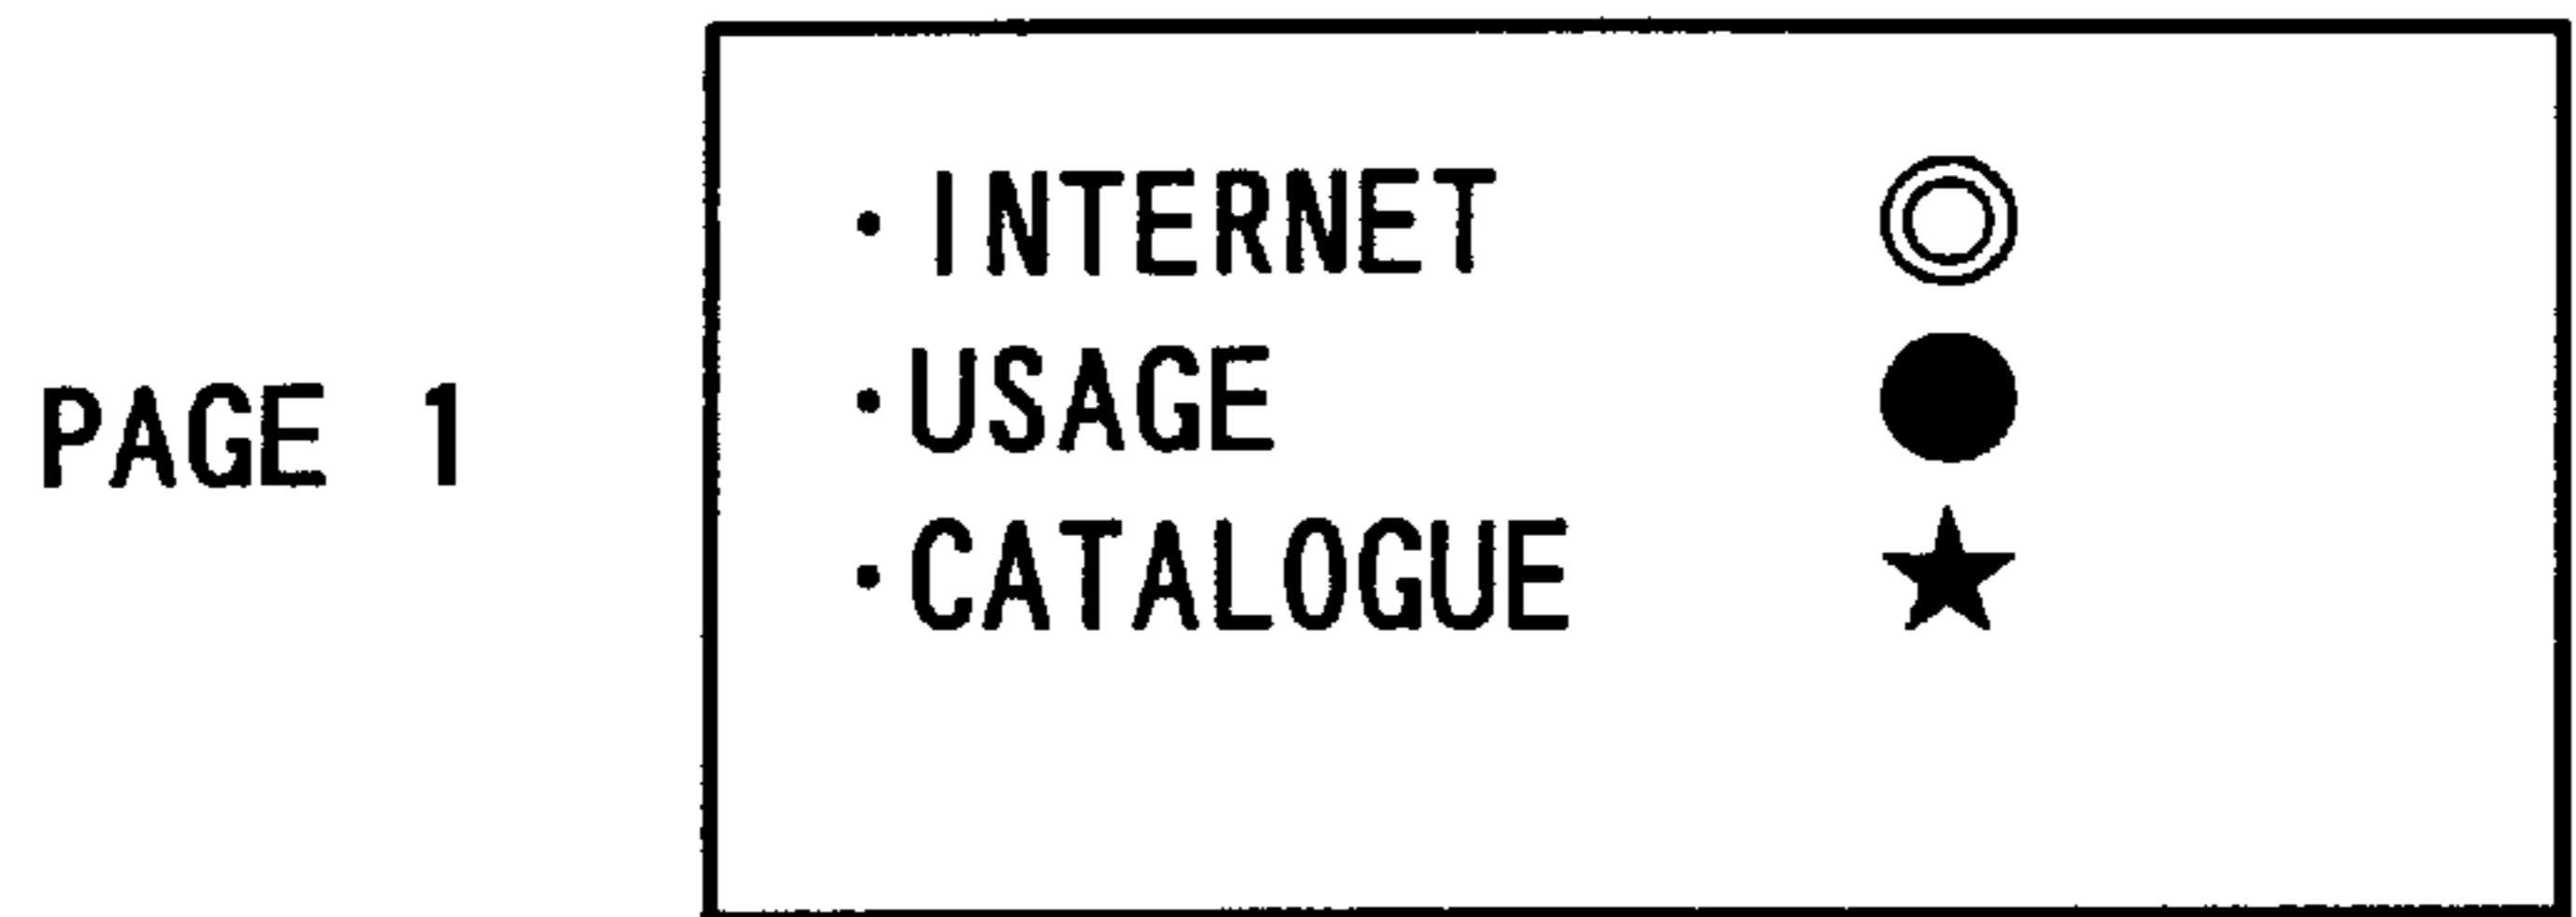 PAGE 1
・INTERNET ◎
・USAGE ●
・CATALOGUE ★